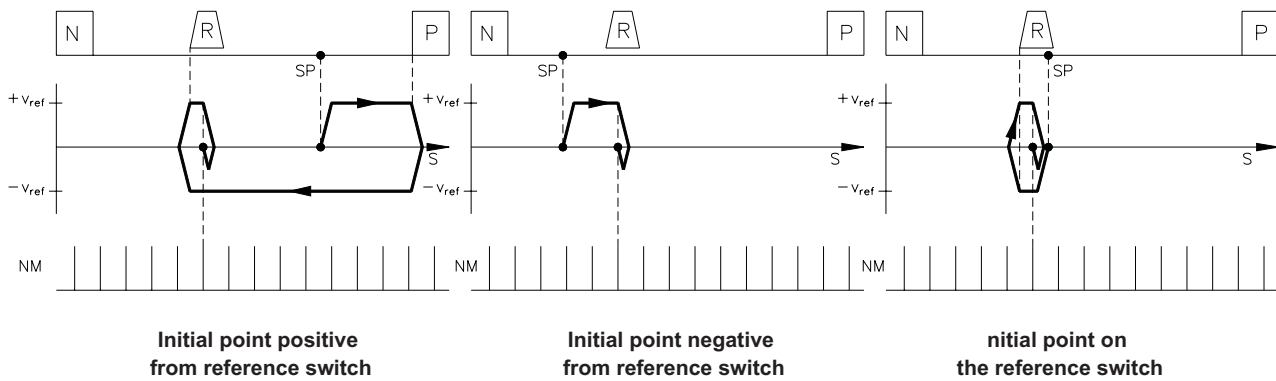 N R P
SP
+ vref
S
− vref
NM
Initial point positive
from reference switch
N R P
SP
+ vref
S
− vref
NM
Initial point negative
from reference switch
N R P
SP
+ vref
S
− vref
nitial point on
the reference switch